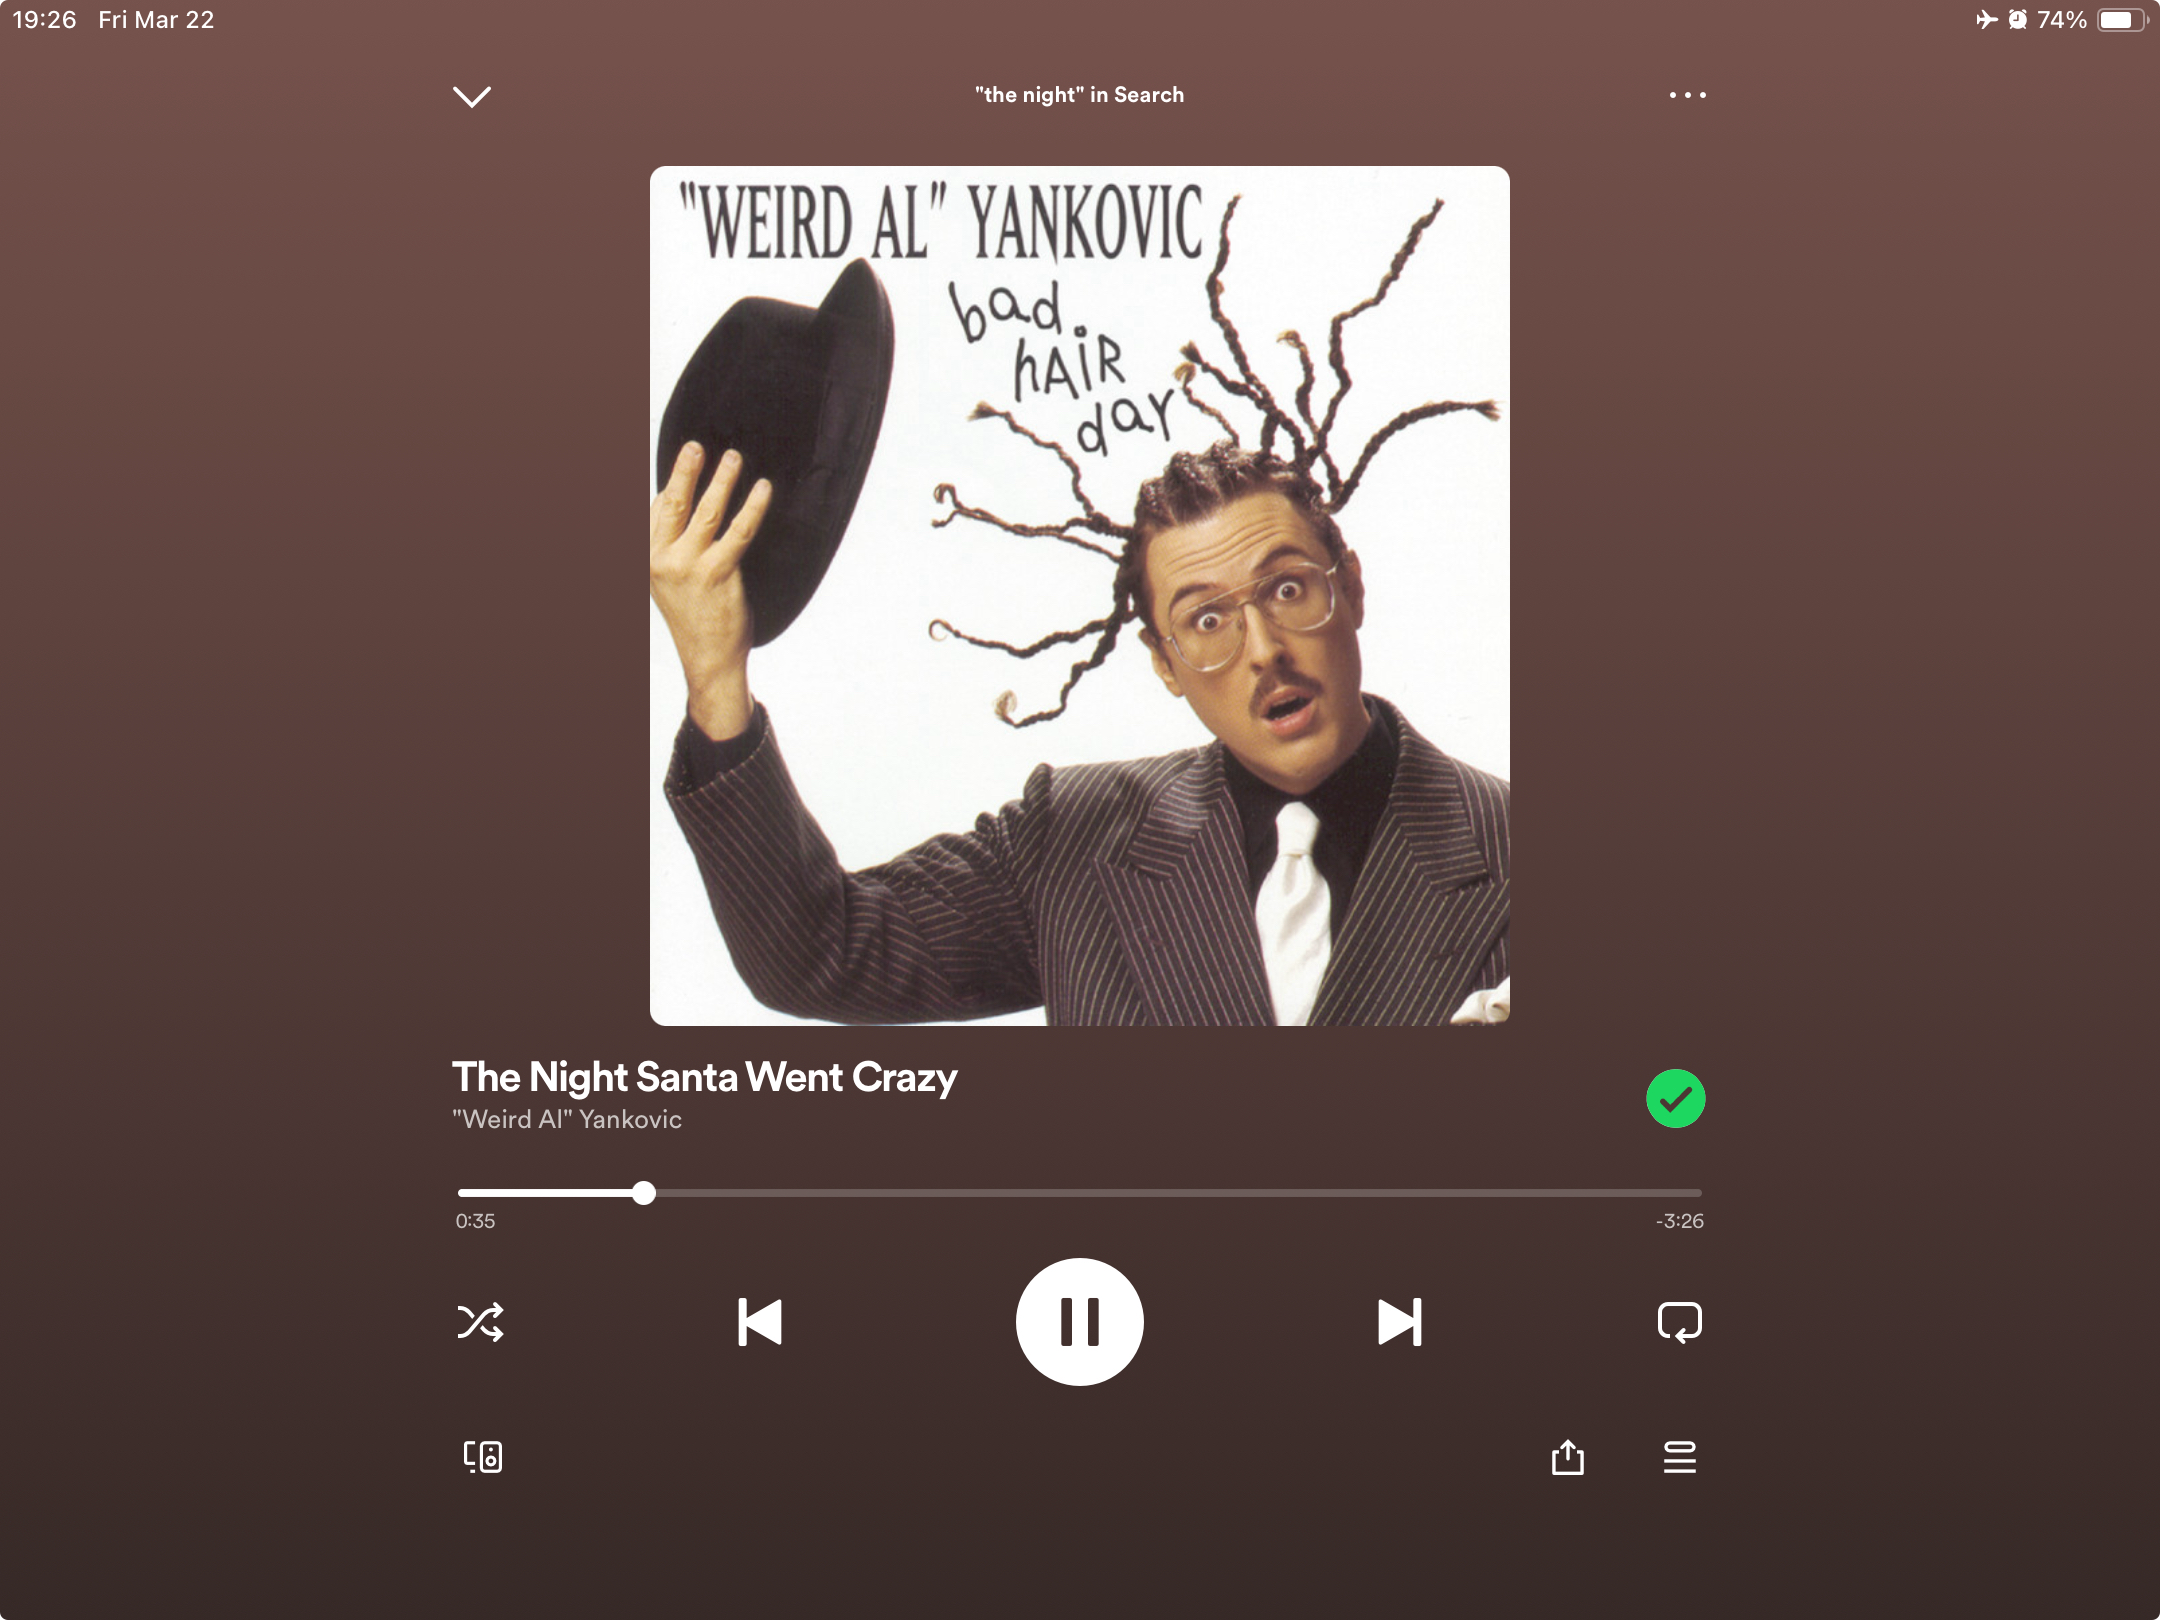 19:26 Fri Mar 22
74%
"the night" in Search
"WEIRD AL" YANKOVIC
bad
hAiR
day
The Night Santa Went Crazy
"Weird Al" Yankovic
0:35
-3:26